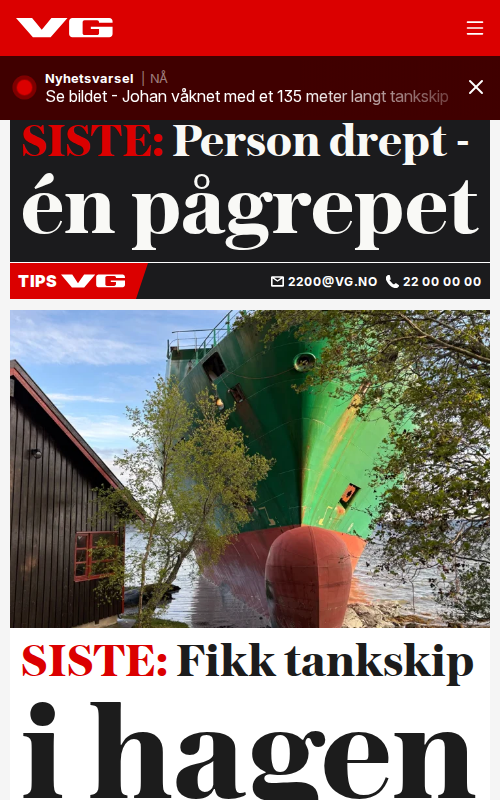 VG
Nyhetsvarsel | NÅ
Se bildet - Johan våknet med et 135 meter langt tankskip
SISTE: Person drept -
én pågrepet
TIPS VG 2200@VG.NO 22 00 00 00
SISTE: Fikk tankskip
i hagen